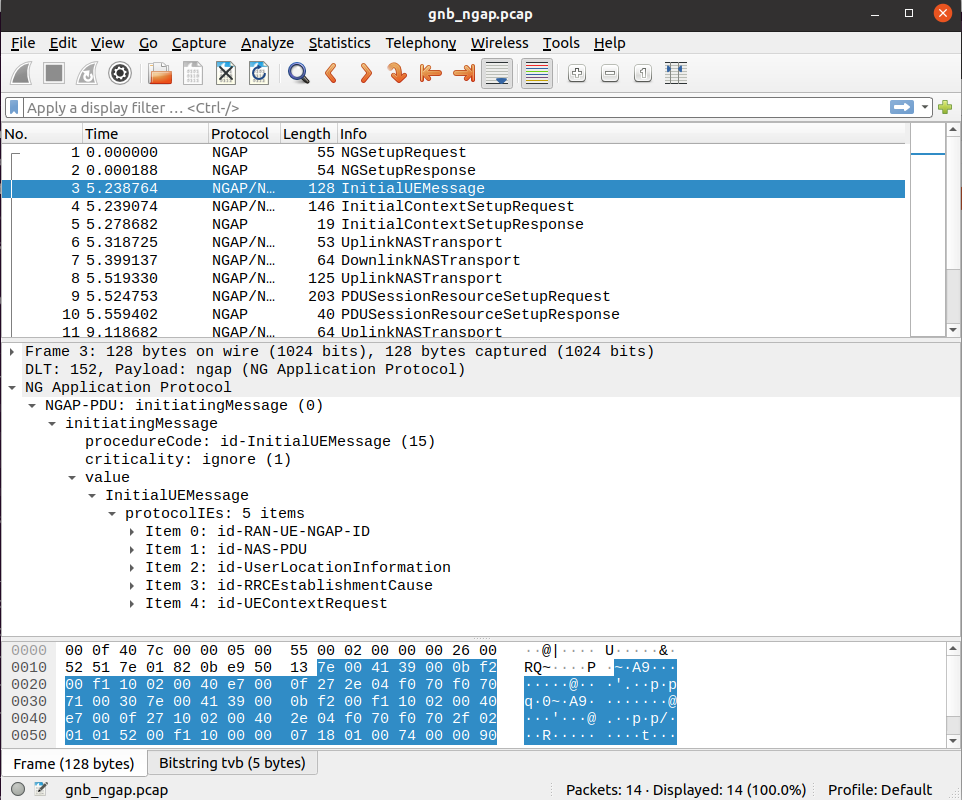 gnb_ngap.pcap
File Edit View Go Capture Analyze Statistics Telephony Wireless Tools Help
Apply a display filter … <Ctrl-/>
No. Time Protocol Length Info
1 0.000000 NGAP 55 NGSetupRequest
2 0.000188 NGAP 54 NGSetupResponse
3 5.238764 NGAP/N… 128 InitialUEMessage
4 5.239074 NGAP/N… 146 InitialContextSetupRequest
5 5.278682 NGAP 19 InitialContextSetupResponse
6 5.318725 NGAP/N… 53 UplinkNASTransport
7 5.399137 NGAP/N… 64 DownlinkNASTransport
8 5.519330 NGAP/N… 125 UplinkNASTransport
9 5.524753 NGAP/N… 203 PDUSessionResourceSetupRequest
10 5.559402 NGAP 40 PDUSessionResourceSetupResponse
11 9.118682 NGAP/N… 64 UplinkNASTransport
Frame 3: 128 bytes on wire (1024 bits), 128 bytes captured (1024 bits)
DLT: 152, Payload: ngap (NG Application Protocol)
NG Application Protocol
NGAP-PDU: initiatingMessage (0)
initiatingMessage
procedureCode: id-InitialUEMessage (15)
criticality: ignore (1)
value
InitialUEMessage
protocolIEs: 5 items
Item 0: id-RAN-UE-NGAP-ID
Item 1: id-NAS-PDU
Item 2: id-UserLocationInformation
Item 3: id-RRCEstablishmentCause
Item 4: id-UEContextRequest
0000 00 0f 40 7c 00 00 05 00 55 00 02 00 00 00 26 00 ··@|···· U·····&·
0010 52 51 7e 01 82 0b e9 50 13 7e 00 41 39 00 0b f2 RQ~····P ·~·A9···
0020 00 f1 10 02 00 40 e7 00 0f 27 2e 04 f0 70 f0 70 ·····@·· ·'.··p·p
0030 71 00 30 7e 00 41 39 00 0b f2 00 f1 10 02 00 40 q·0~·A9· ·······@
0040 e7 00 0f 27 10 02 00 40 2e 04 f0 70 f0 70 2f 02 ···'···@ .··p·p/·
0050 01 01 52 00 f1 10 00 00 07 18 01 00 74 00 00 90 ··R····· ····t···
Frame (128 bytes) Bitstring tvb (5 bytes)
gnb_ngap.pcap Packets: 14 · Displayed: 14 (100.0%) Profile: Default